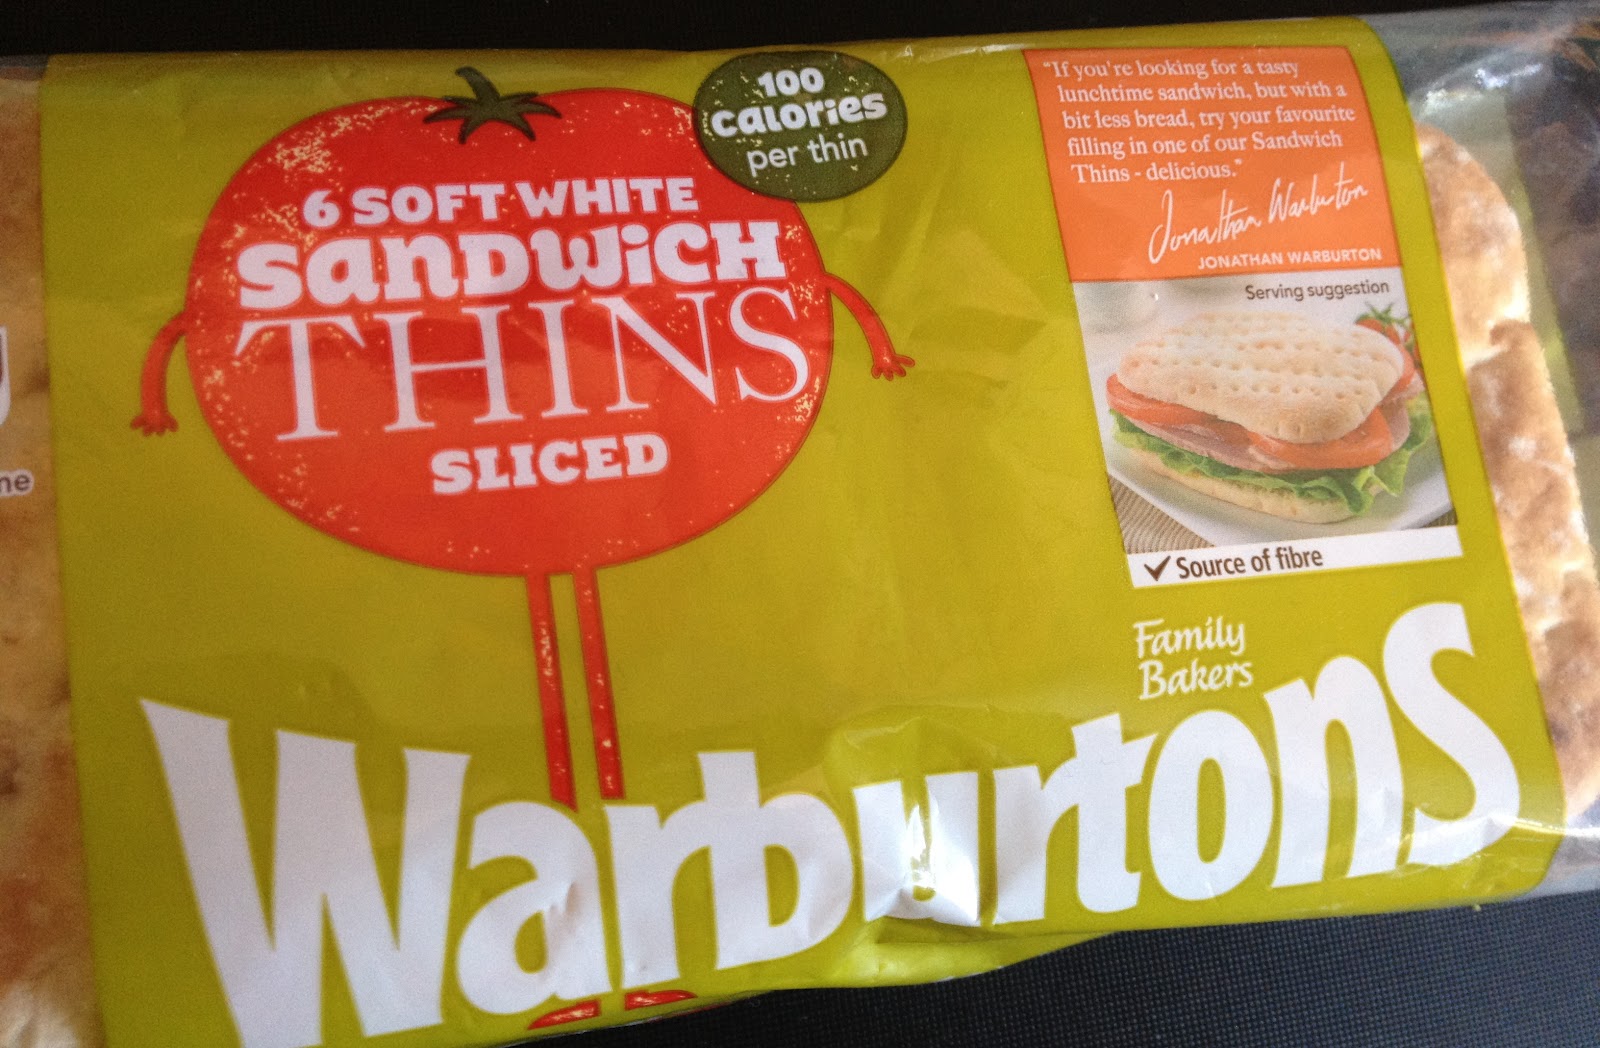 100
calories
per thin
6 SOFT WHITE
SANDWICH
THINS
SLICED
"If you're looking for a tasty
lunchtime sandwich, but with a
bit less bread, try your favourite
filling in one of our Sandwich
Thins - delicious."
Jonathan Warburton
JONATHAN WARBURTON
Serving suggestion
✓ Source of fibre
Family
Bakers
Warburtons